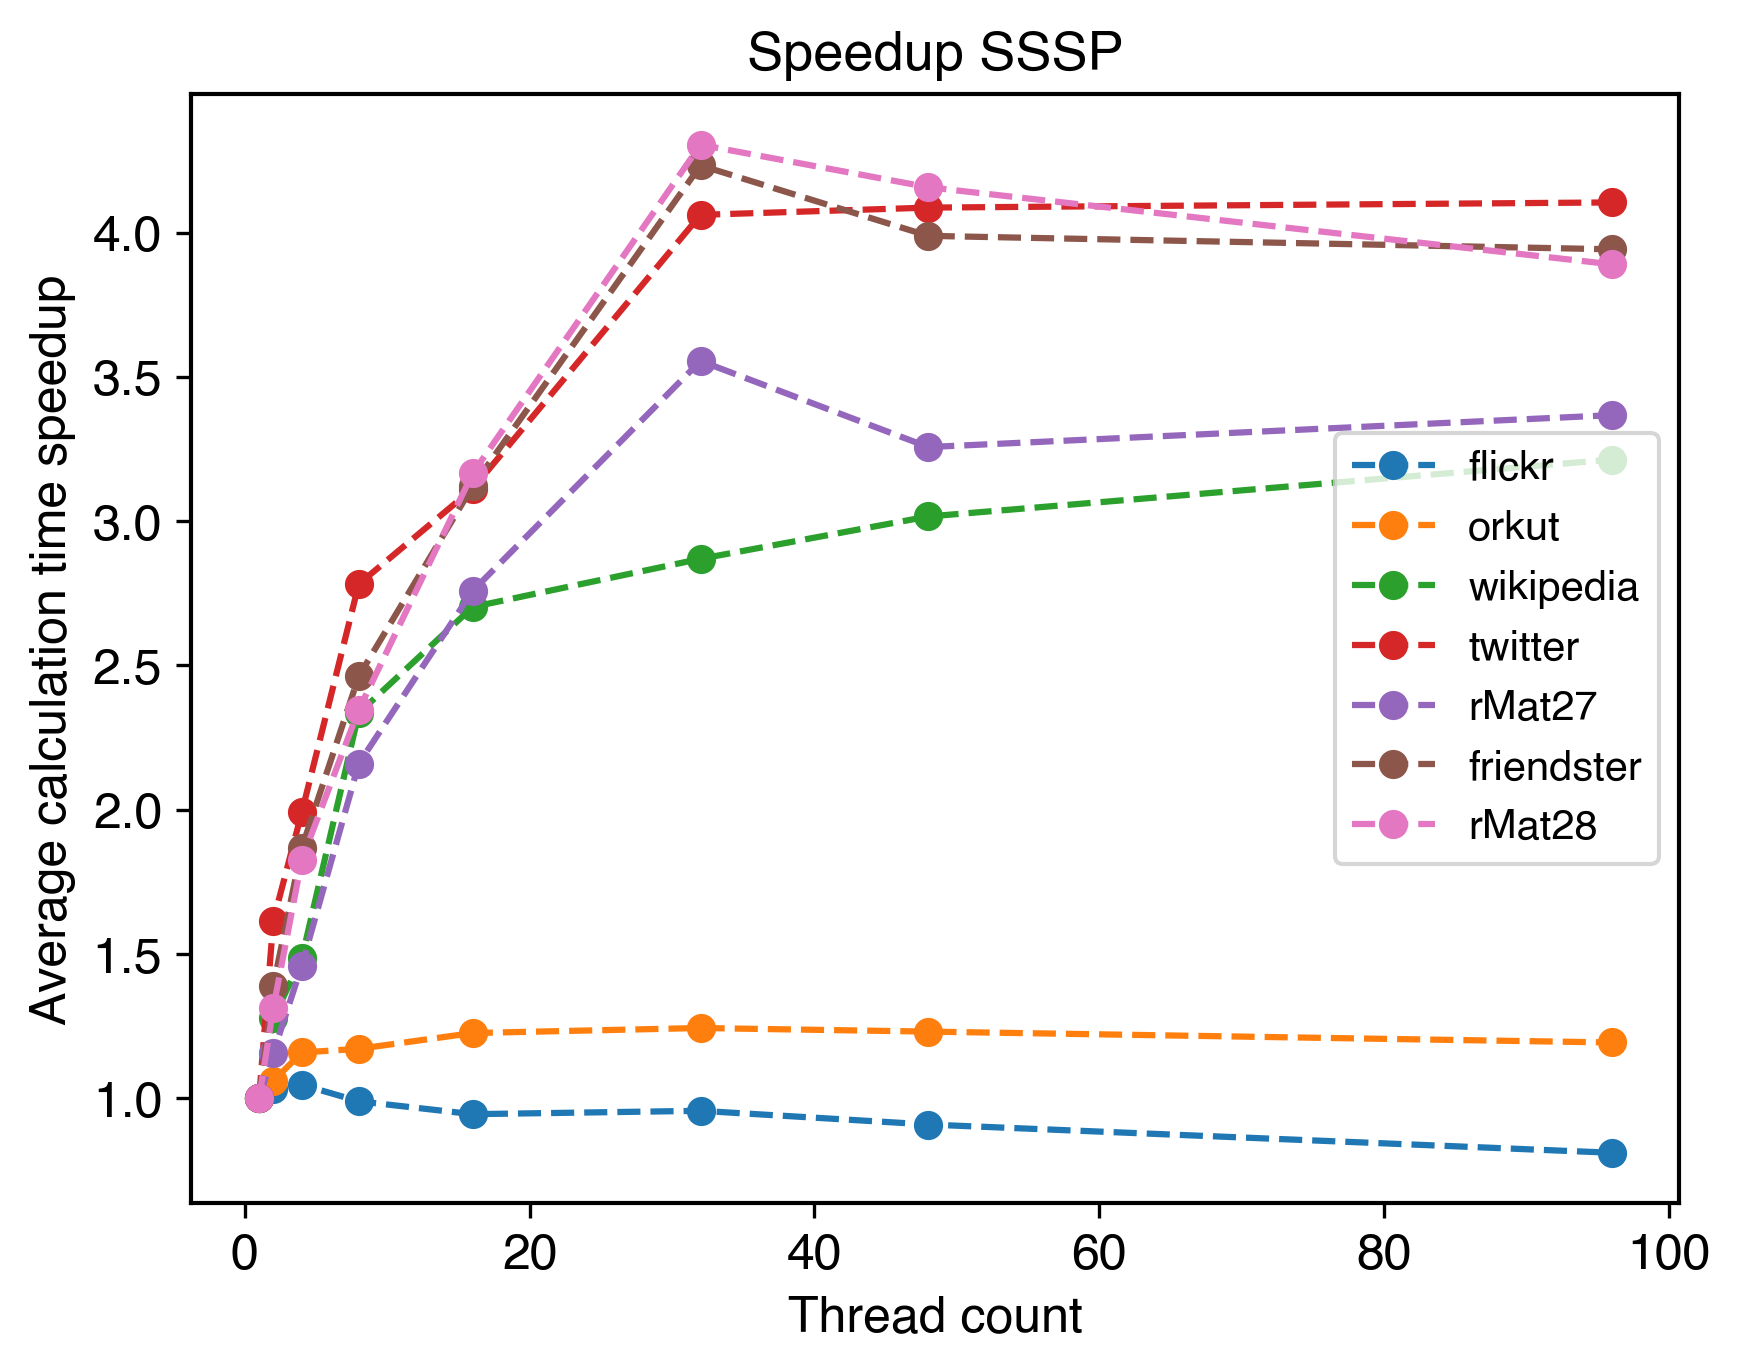 Speedup SSSP
Average calculation time speedup
4.0
3.5
3.0
2.5
2.0
1.5
1.0
flickr
orkut
wikipedia
twitter
rMat27
friendster
rMat28
0 20 40 60 80 100
Thread count